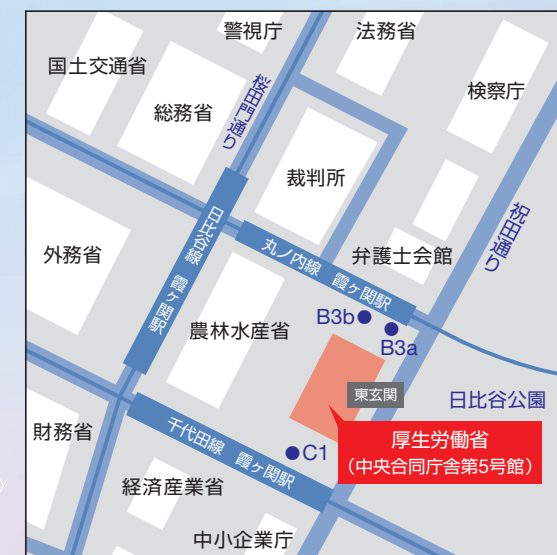 警視庁
法務省
国土交通省
桜田門通り
検察庁
総務省
裁判所
祝田通り
日比谷線 霞ヶ関駅
外務省
丸ノ内線 霞ヶ関駅
弁護士会館
B3b
農林水産省
B3a
東玄関
日比谷公園
財務省
千代田線 霞ヶ関駅
厚生労働省
（中央合同庁舎第5号館）
C1
経済産業省
中小企業庁